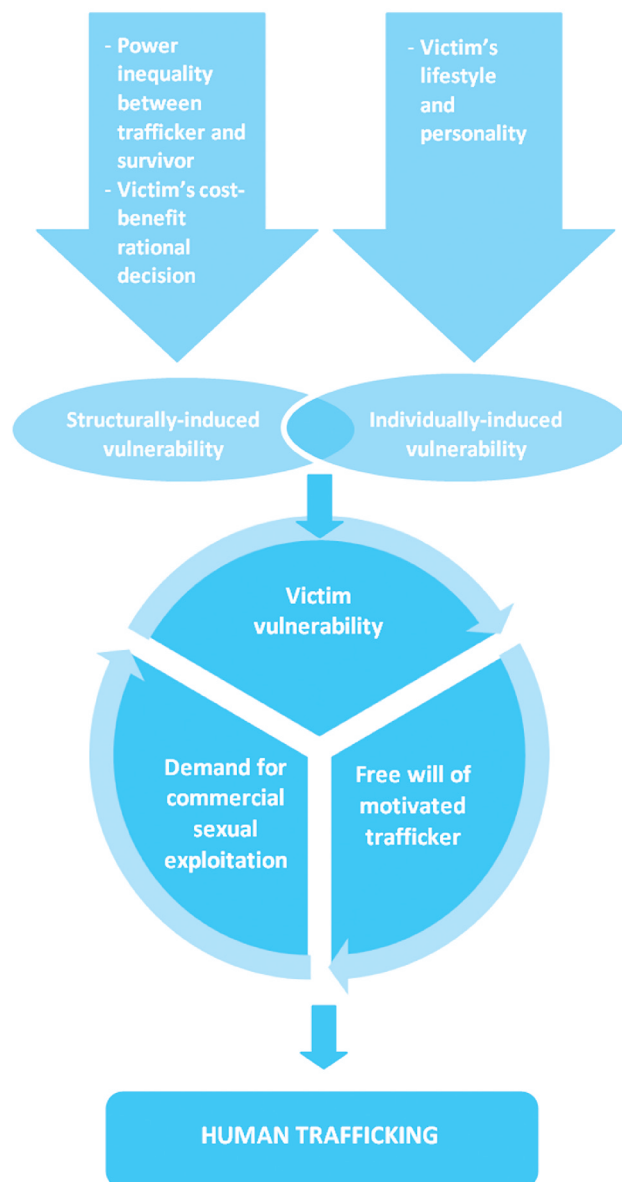 - Power
inequality
between
trafficker and
survivor
- Victim's cost-
benefit
rational
decision
- Victim's
lifestyle
and
personality
Structurally-induced
vulnerability
Individually-induced
vulnerability
Victim
vulnerability
Demand for
commercial
sexual
exploitation
Free will of
motivated
trafficker
HUMAN TRAFFICKING